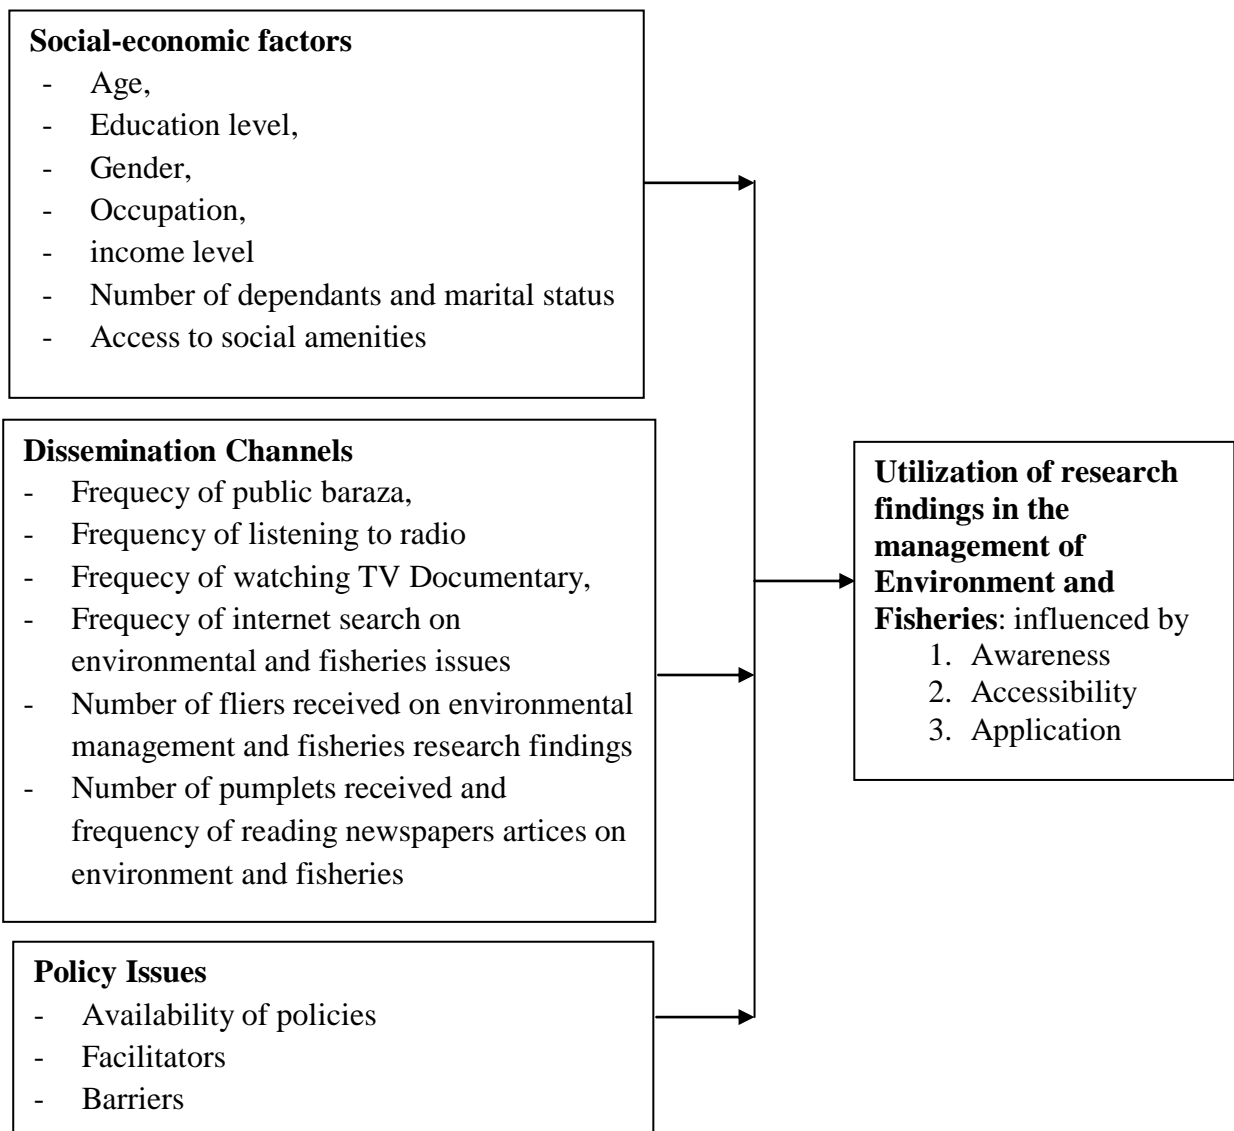 Social-economic factors
- Age,
- Education level,
- Gender,
- Occupation,
- income level
- Number of dependants and marital status
- Access to social amenities
Dissemination Channels
- Frequecy of public baraza,
- Frequency of listening to radio
- Frequecy of watching TV Documentary,
- Frequecy of internet search on
environmental and fisheries issues
- Number of fliers received on environmental
management and fisheries research findings
- Number of pumplets received and
frequency of reading newspapers artices on
environment and fisheries
Policy Issues
- Availability of policies
- Facilitators
- Barriers
Utilization of research
findings in the
management of
Environment and
Fisheries: influenced by
1. Awareness
2. Accessibility
3. Application